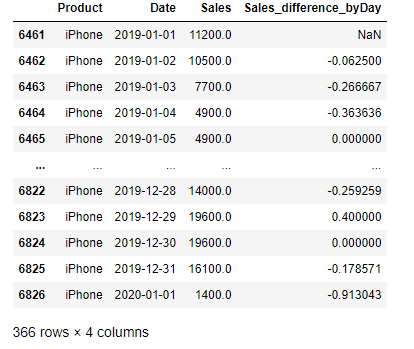 Product Date Sales Sales_difference_byDay
6461 iPhone 2019-01-01 11200.0 NaN
6462 iPhone 2019-01-02 10500.0 -0.062500
6463 iPhone 2019-01-03 7700.0 -0.266667
6464 iPhone 2019-01-04 4900.0 -0.363636
6465 iPhone 2019-01-05 4900.0 0.000000
... ... ... ... ...
6822 iPhone 2019-12-28 14000.0 -0.259259
6823 iPhone 2019-12-29 19600.0 0.400000
6824 iPhone 2019-12-30 19600.0 0.000000
6825 iPhone 2019-12-31 16100.0 -0.178571
6826 iPhone 2020-01-01 1400.0 -0.913043
366 rows × 4 columns